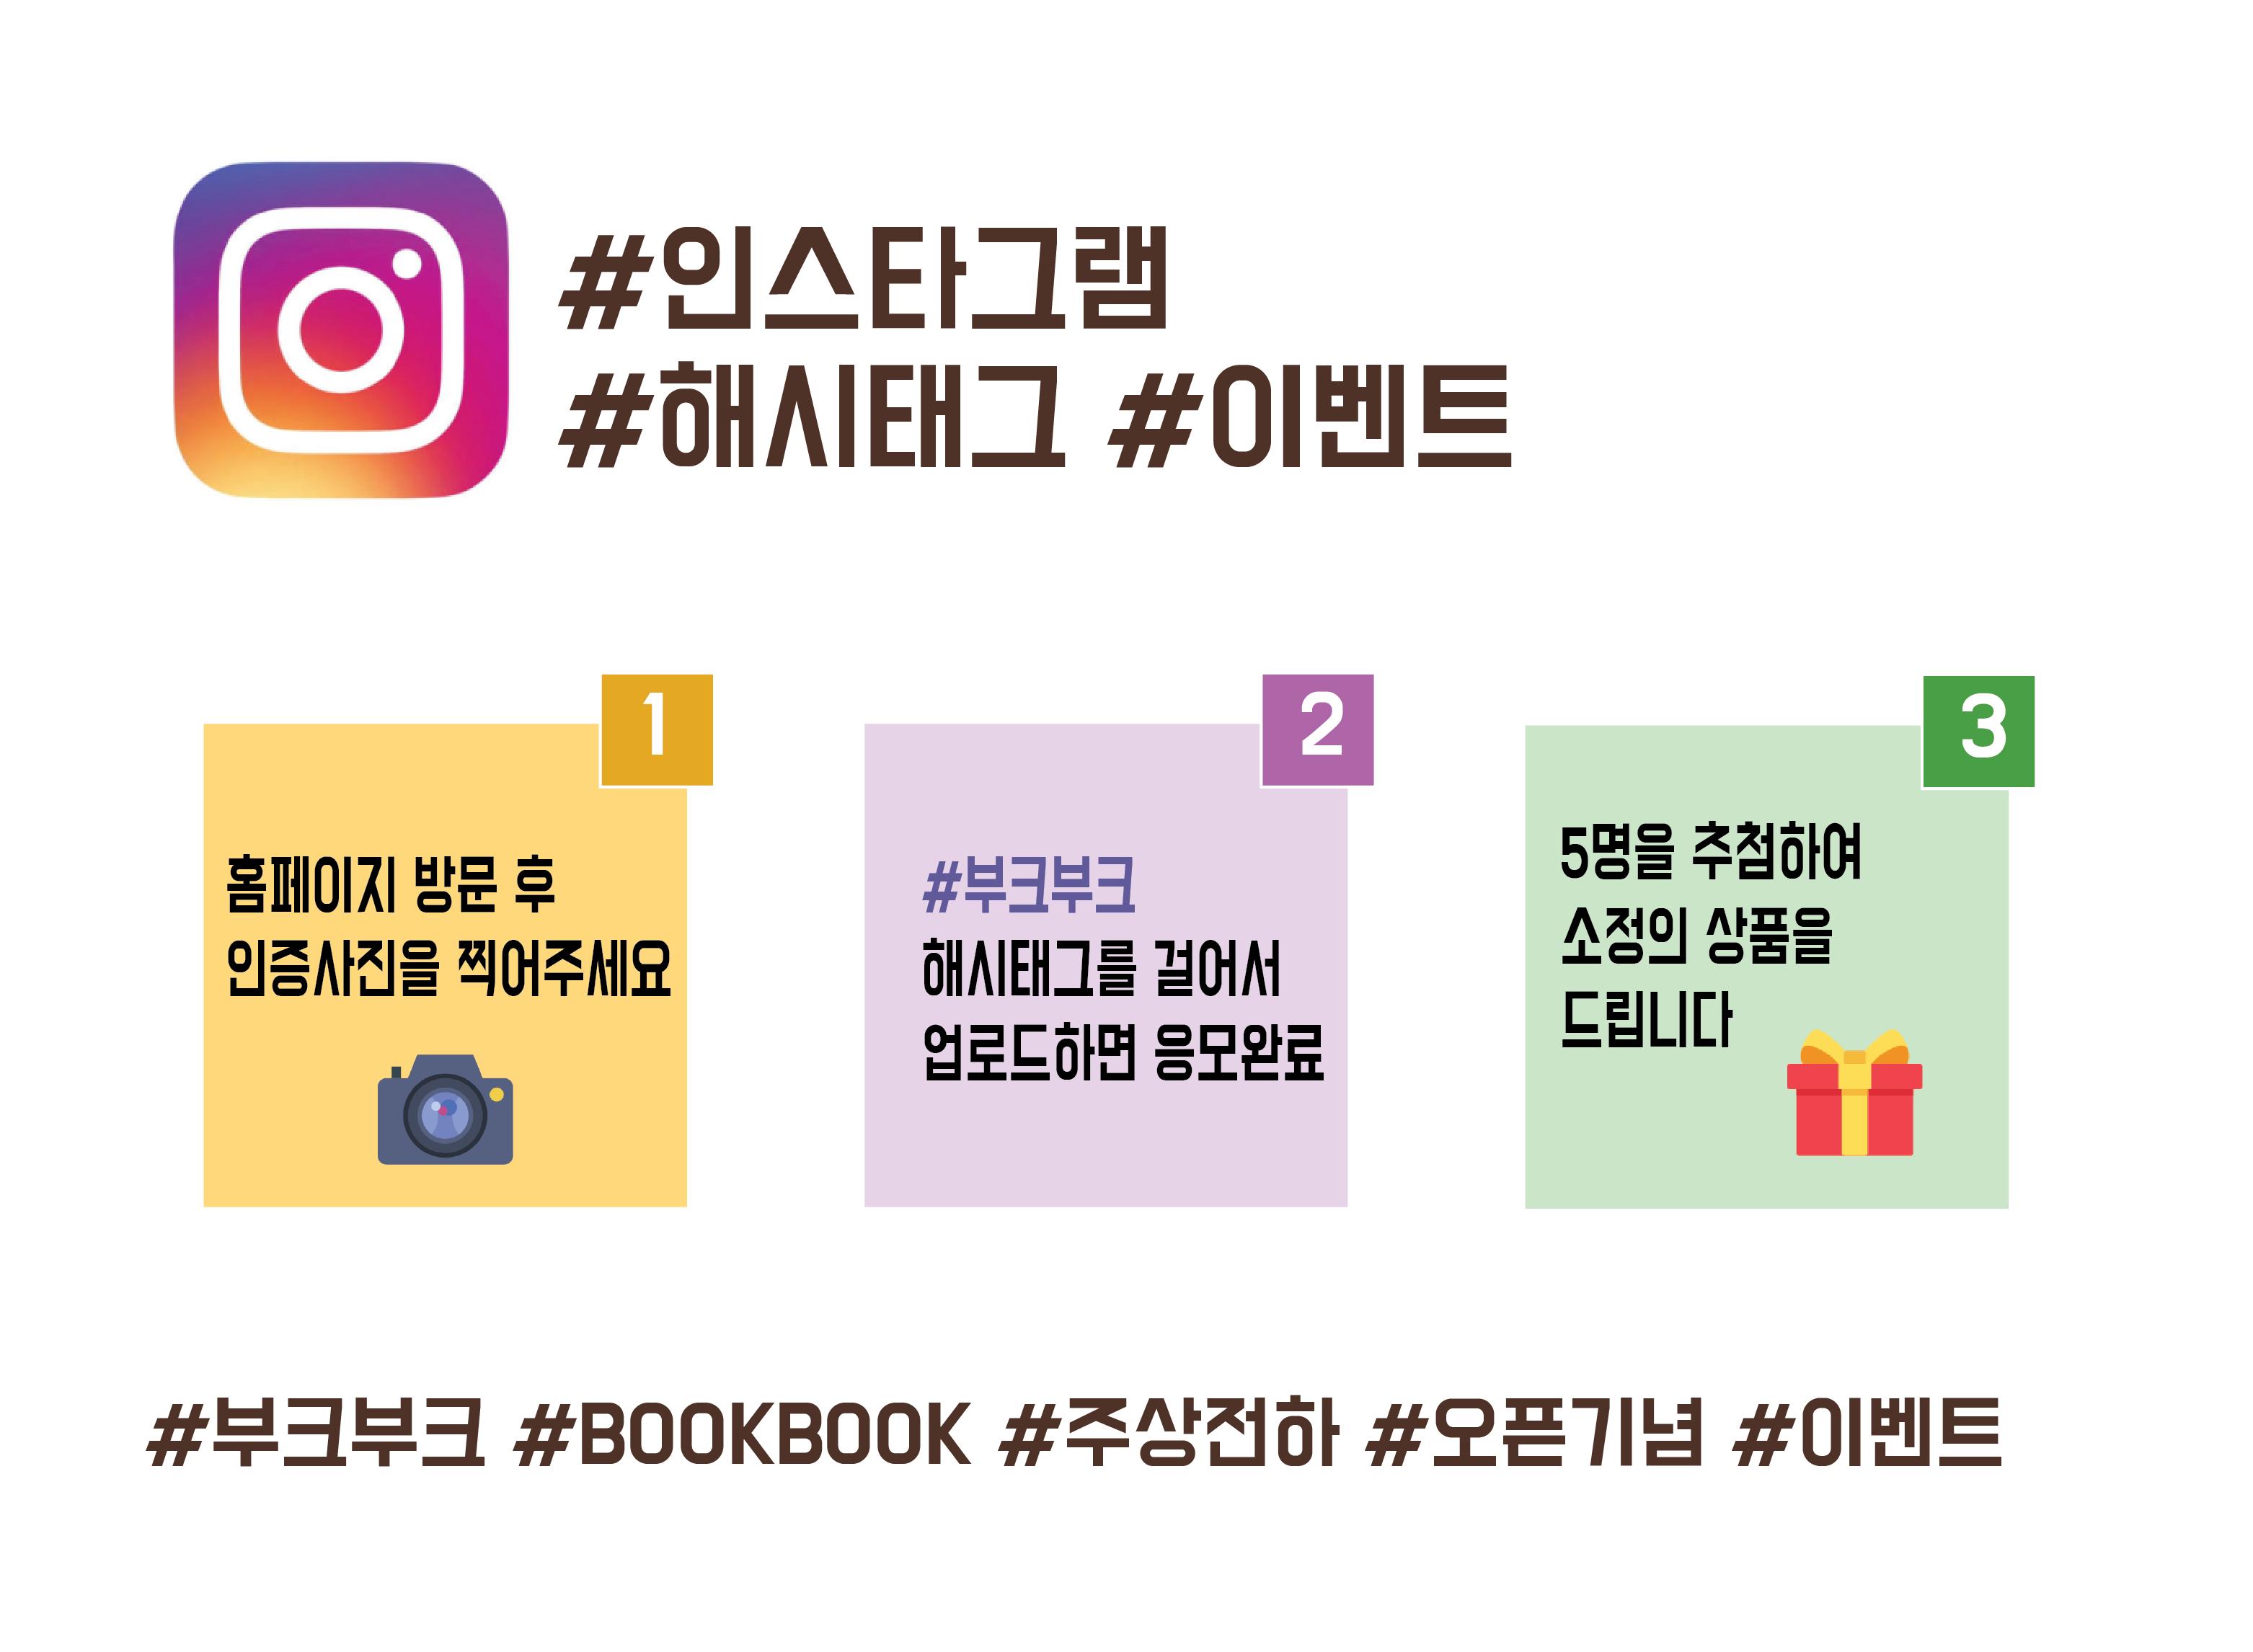 #인스타그램
#해시태그 #이벤트
1
홈페이지 방문 후
인증사진을 찍어주세요
2
#부크부크
해시태그를 걸어서
업로드하면 응모완료
3
5명을 추첨하여
소정의 상품을
드립니다
#부크부크 #BOOKBOOK #주상전하 #오픈기념 #이벤트